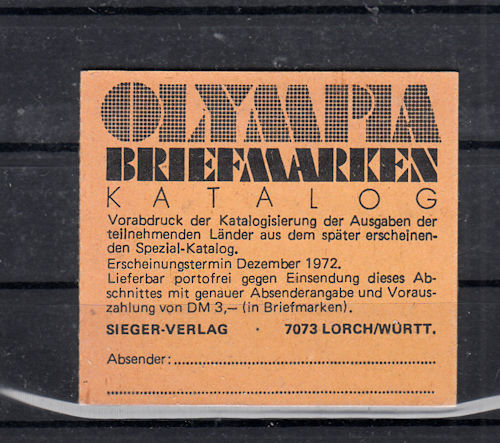 OLYMPIA
BRIEFMARKEN
KATALOG
Vorabdruck der Katalogisierung der Ausgaben der
teilnehmenden Länder aus dem später erscheinen-
den Spezial-Katalog.
Erscheinungstermin Dezember 1972.
Lieferbar portofrei gegen Einsendung dieses Ab-
schnittes mit genauer Absenderangabe und Voraus-
zahlung von DM 3,— (in Briefmarken).
SIEGER-VERLAG · 7073 LORCH/WÜRTT.
Absender: